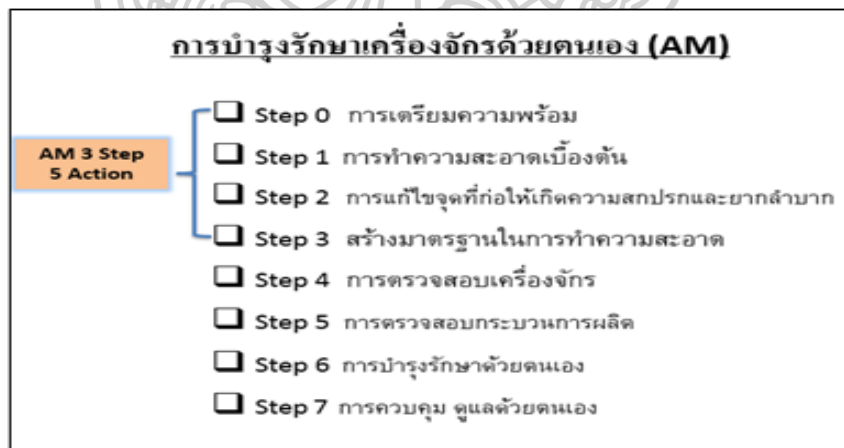 การบำรุงรักษาเครื่องจักรด้วยตนเอง (AM)
AM 3 Step
5 Action
Step 0 การเตรียมความพร้อม
Step 1 การทำความสะอาดเบื้องต้น
Step 2 การแก้ไขจุดที่ก่อให้เกิดความสกปรกและยากลำบาก
Step 3 สร้างมาตรฐานในการทำความสะอาด
Step 4 การตรวจสอบเครื่องจักร
Step 5 การตรวจสอบกระบวนการผลิต
Step 6 การบำรุงรักษาด้วยตนเอง
Step 7 การควบคุม ดูแลด้วยตนเอง